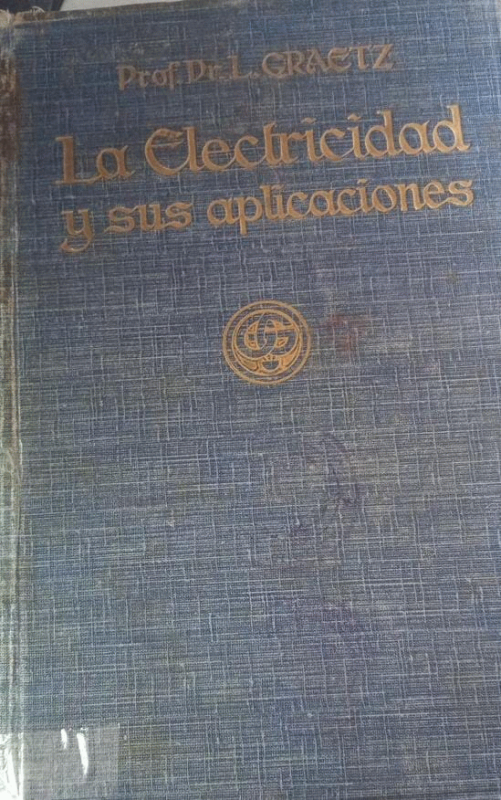 Prof. Dr. L. GRAETZ
La Electricidad
y sus aplicaciones